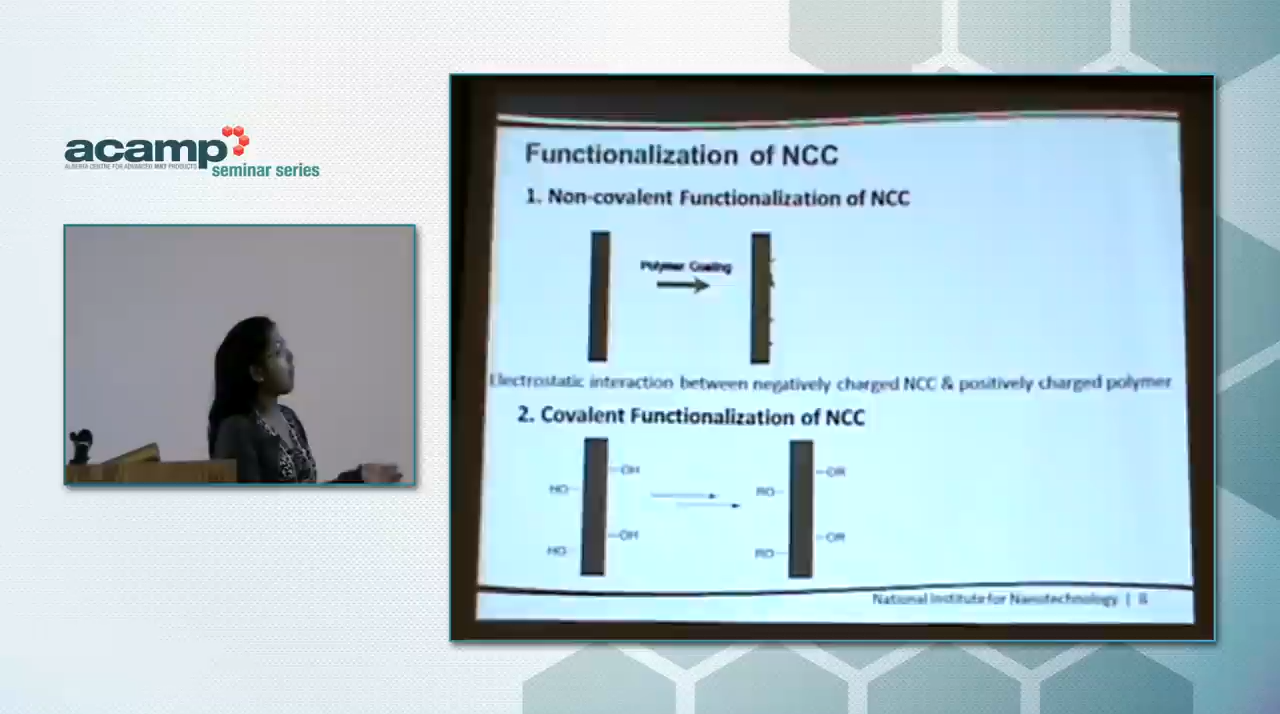 acamp
ALBERTA CENTRE FOR ADVANCED MNT PRODUCTS
seminar series
Functionalization of NCC
1. Non-covalent Functionalization of NCC
Polymer Coating
Electrostatic interaction between negatively charged NCC & positively charged polymer
2. Covalent Functionalization of NCC
OH
HO
OH
HO
OR
RO
OR
RO
National Institute for Nanotechnology | 8